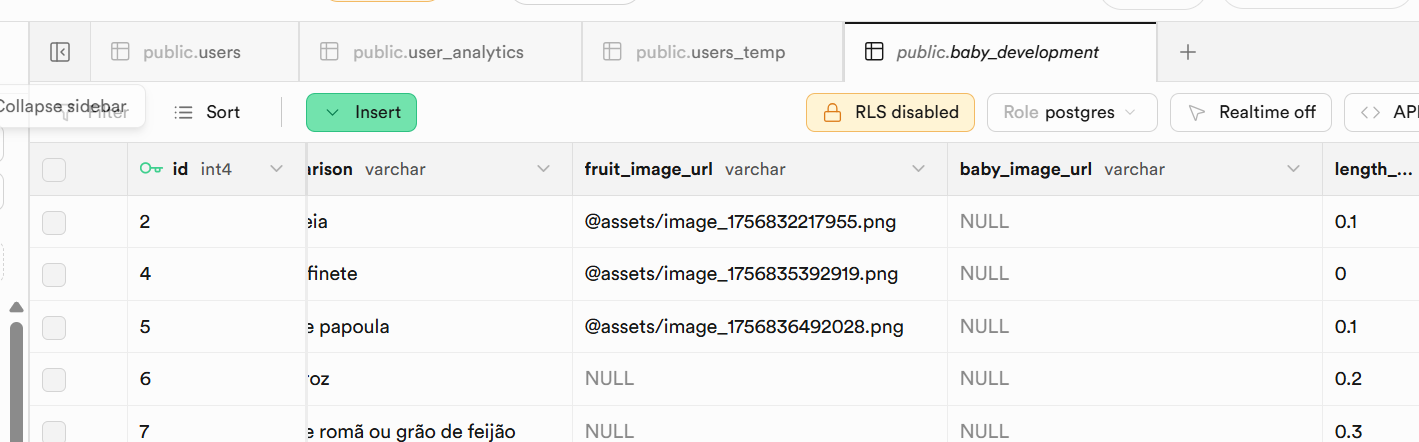 public.users public.user_analytics public.users_temp public.baby_development
Collapse sidebar Filter Sort Insert RLS disabled Role postgres Realtime off API
id int4 arison varchar fruit_image_url varchar baby_image_url varchar length_...
2 eia @assets/image_1756832217955.png NULL 0.1
4 finete @assets/image_1756835392919.png NULL 0
5 e papoula @assets/image_1756836492028.png NULL 0.1
6 roz NULL NULL 0.2
7 e romã ou grão de feijão NULL NULL 0.3